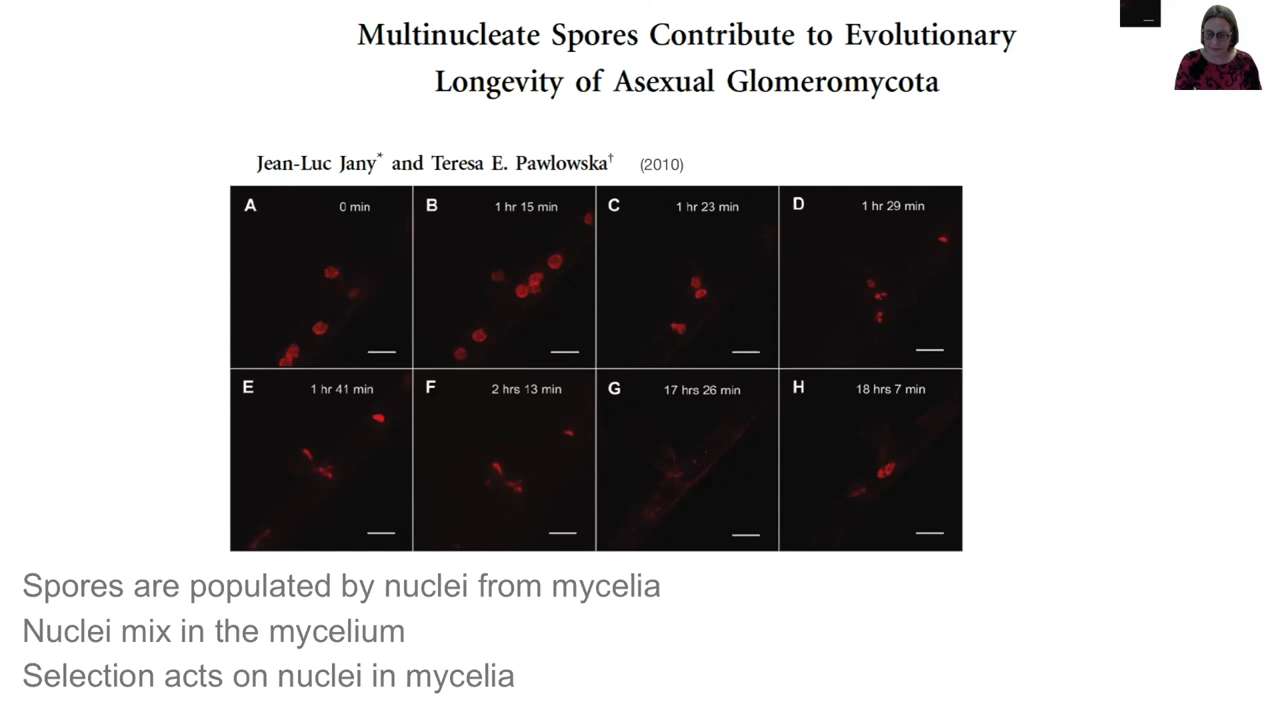 Multinucleate Spores Contribute to Evolutionary
Longevity of Asexual Glomeromycota
Jean-Luc Jany* and Teresa E. Pawlowska† (2010)
A 0 min
B 1 hr 15 min
C 1 hr 23 min
D 1 hr 29 min
E 1 hr 41 min
F 2 hrs 13 min
G 17 hrs 26 min
H 18 hrs 7 min
Spores are populated by nuclei from mycelia
Nuclei mix in the mycelium
Selection acts on nuclei in mycelia